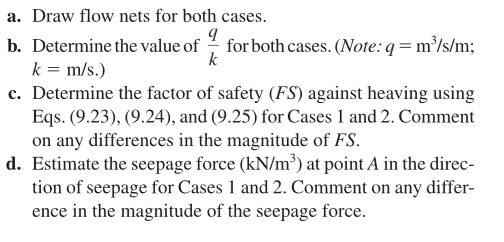 a. Draw flow nets for both cases.
b. Determine the value of q/k for both cases. (Note: q = m³/s/m;
k = m/s.)
c. Determine the factor of safety (FS) against heaving using
Eqs. (9.23), (9.24), and (9.25) for Cases 1 and 2. Comment
on any differences in the magnitude of FS.
d. Estimate the seepage force (kN/m³) at point A in the direc-
tion of seepage for Cases 1 and 2. Comment on any differ-
ence in the magnitude of the seepage force.